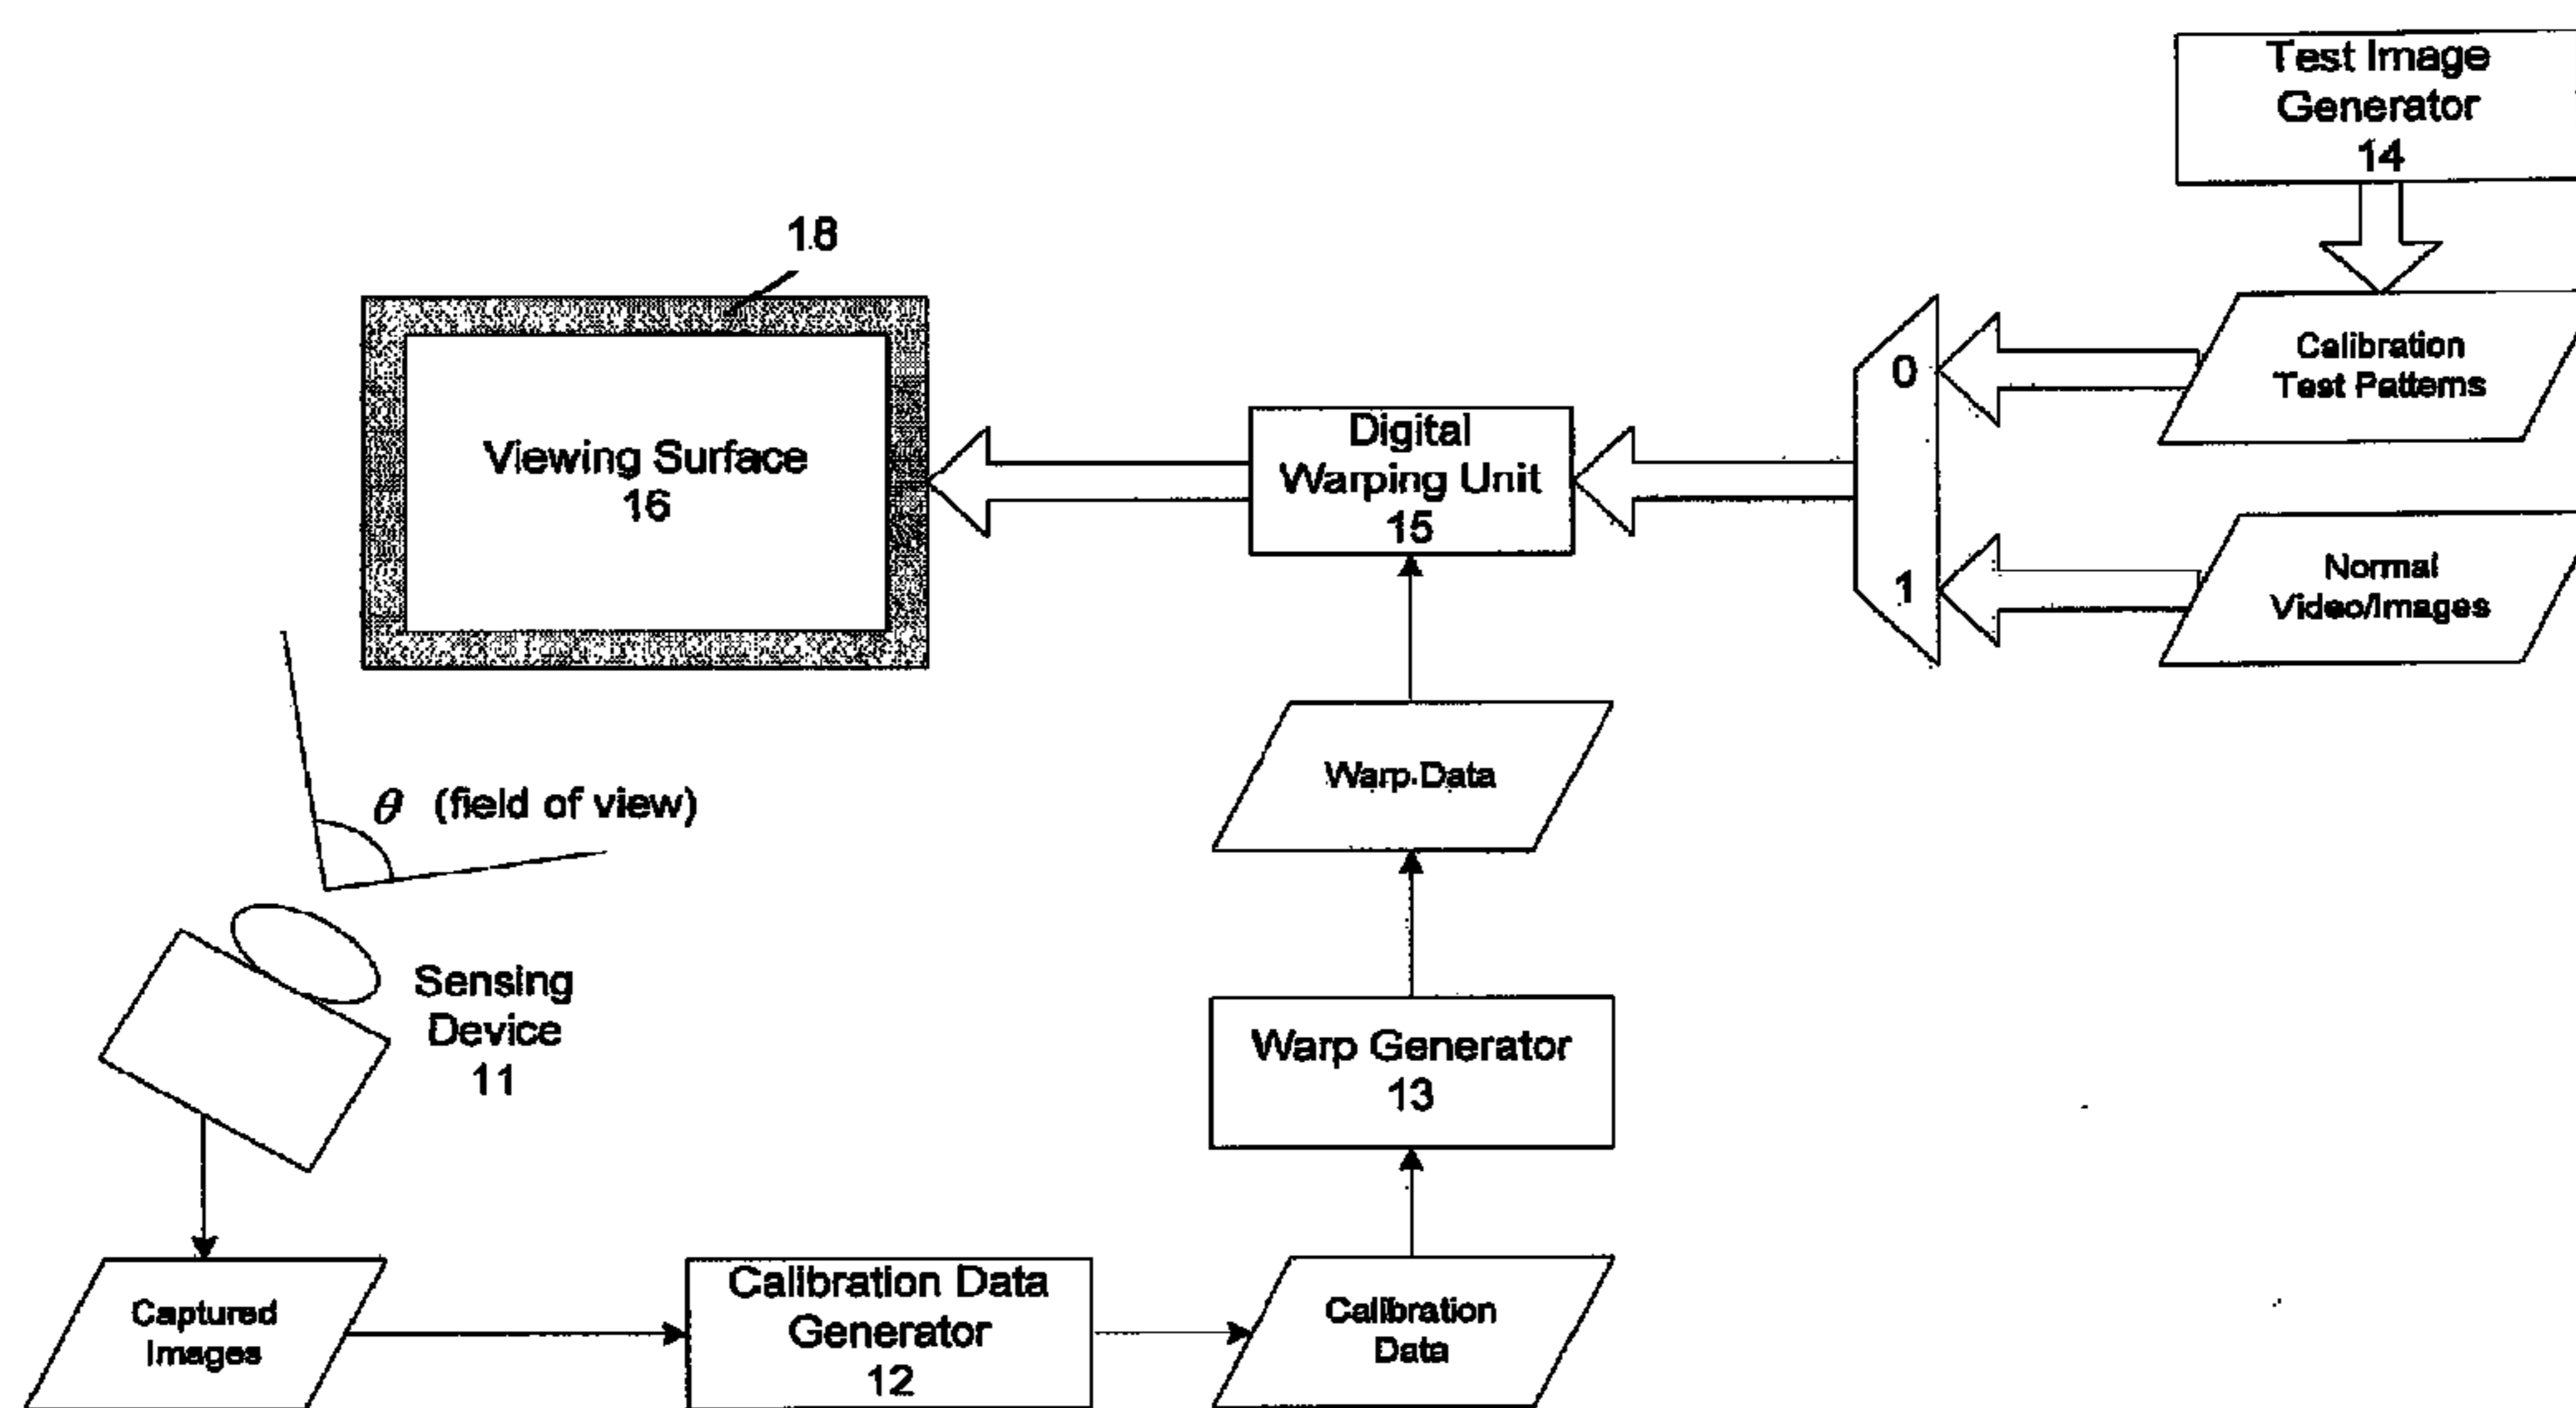 Test Image
Generator
14
18
Calibration
Test Patterns
0
Digital
Warping Unit
15
Viewing Surface
16
1
Normal
Video/Images
Warp Data
θ (field of view)
Sensing
Device
11
Warp Generator
13
Captured
Images
Calibration Data
Generator
12
Calibration
Data